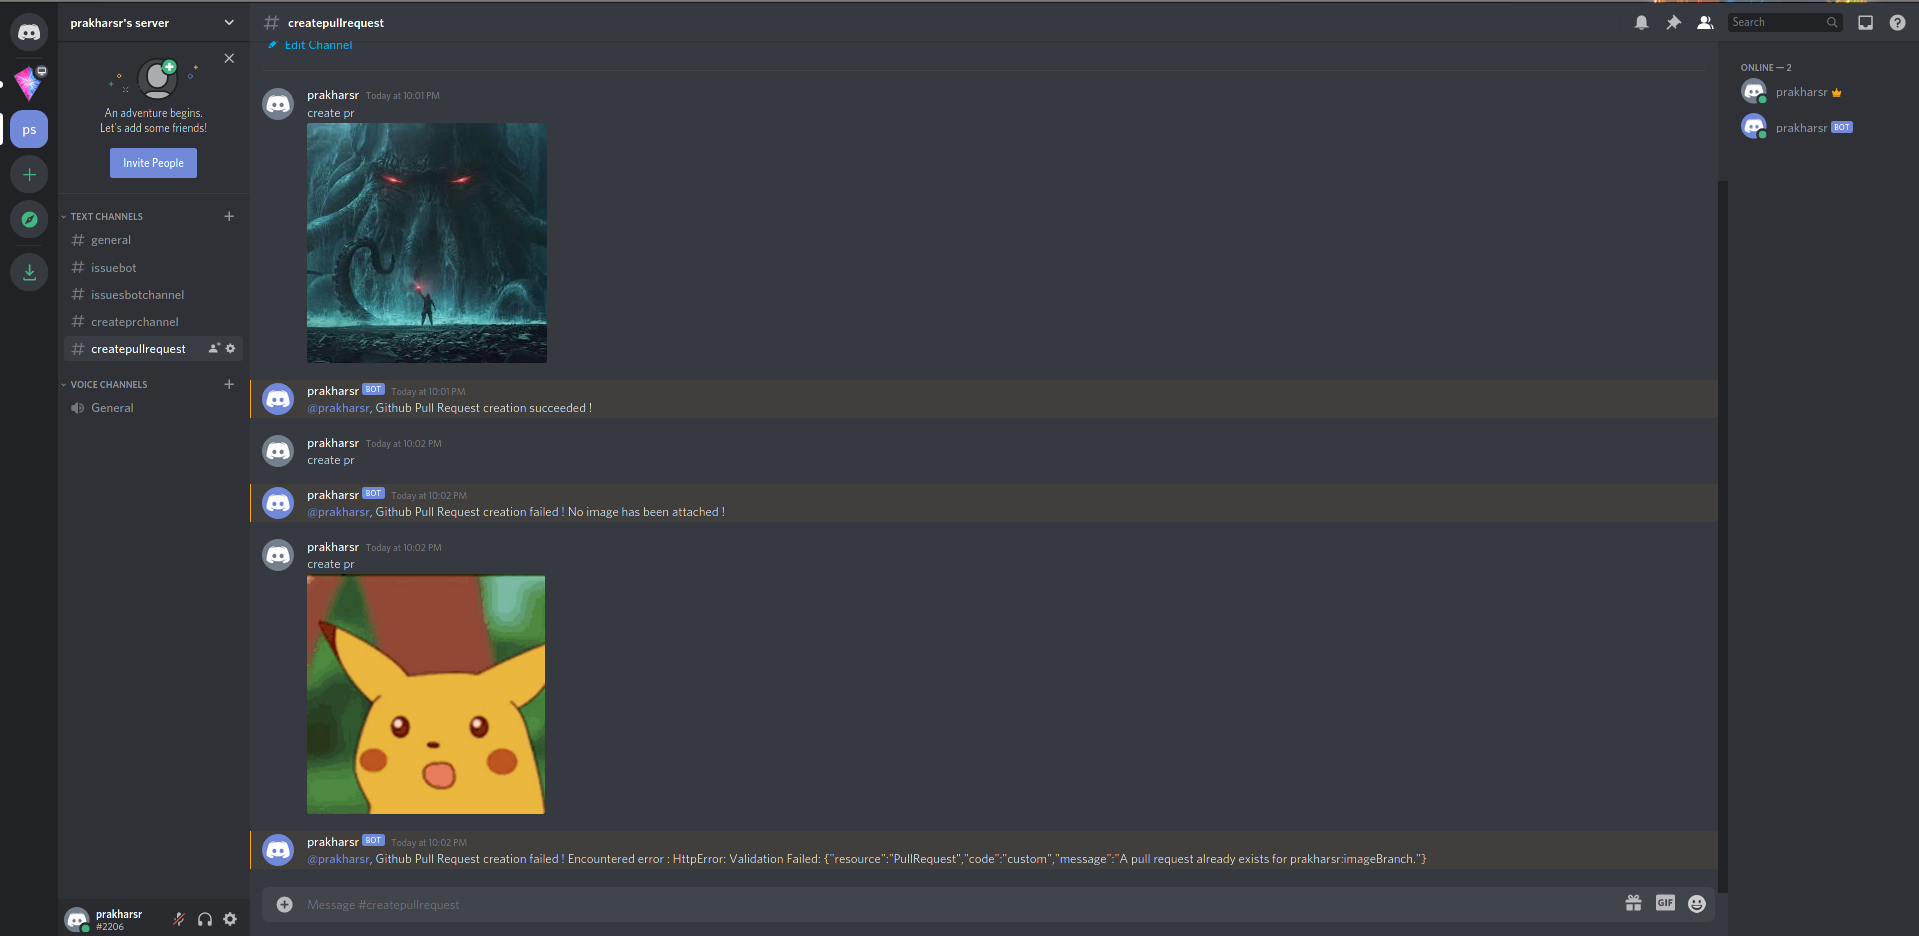 prakharsr's server
# createpullrequest
Search
Edit Channel
An adventure begins.
Let's add some friends!
Invite People
ps
TEXT CHANNELS
# general
# issuebot
# issuesbotchannel
# createprchannel
# createpullrequest
VOICE CHANNELS
General
prakharsr
#2206
prakharsr Today at 10:01 PM
create pr
prakharsr BOT Today at 10:01 PM
@prakharsr, Github Pull Request creation succeeded !
prakharsr Today at 10:02 PM
create pr
prakharsr BOT Today at 10:02 PM
@prakharsr, Github Pull Request creation failed ! No image has been attached !
prakharsr Today at 10:02 PM
create pr
prakharsr BOT Today at 10:02 PM
@prakharsr, Github Pull Request creation failed ! Encountered error : HttpError: Validation Failed: {"resource":"PullRequest","code":"custom","message":"A pull request already exists for prakharsr:imageBranch."}
Message #createpullrequest
GIF
ONLINE — 2
prakharsr
prakharsr BOT